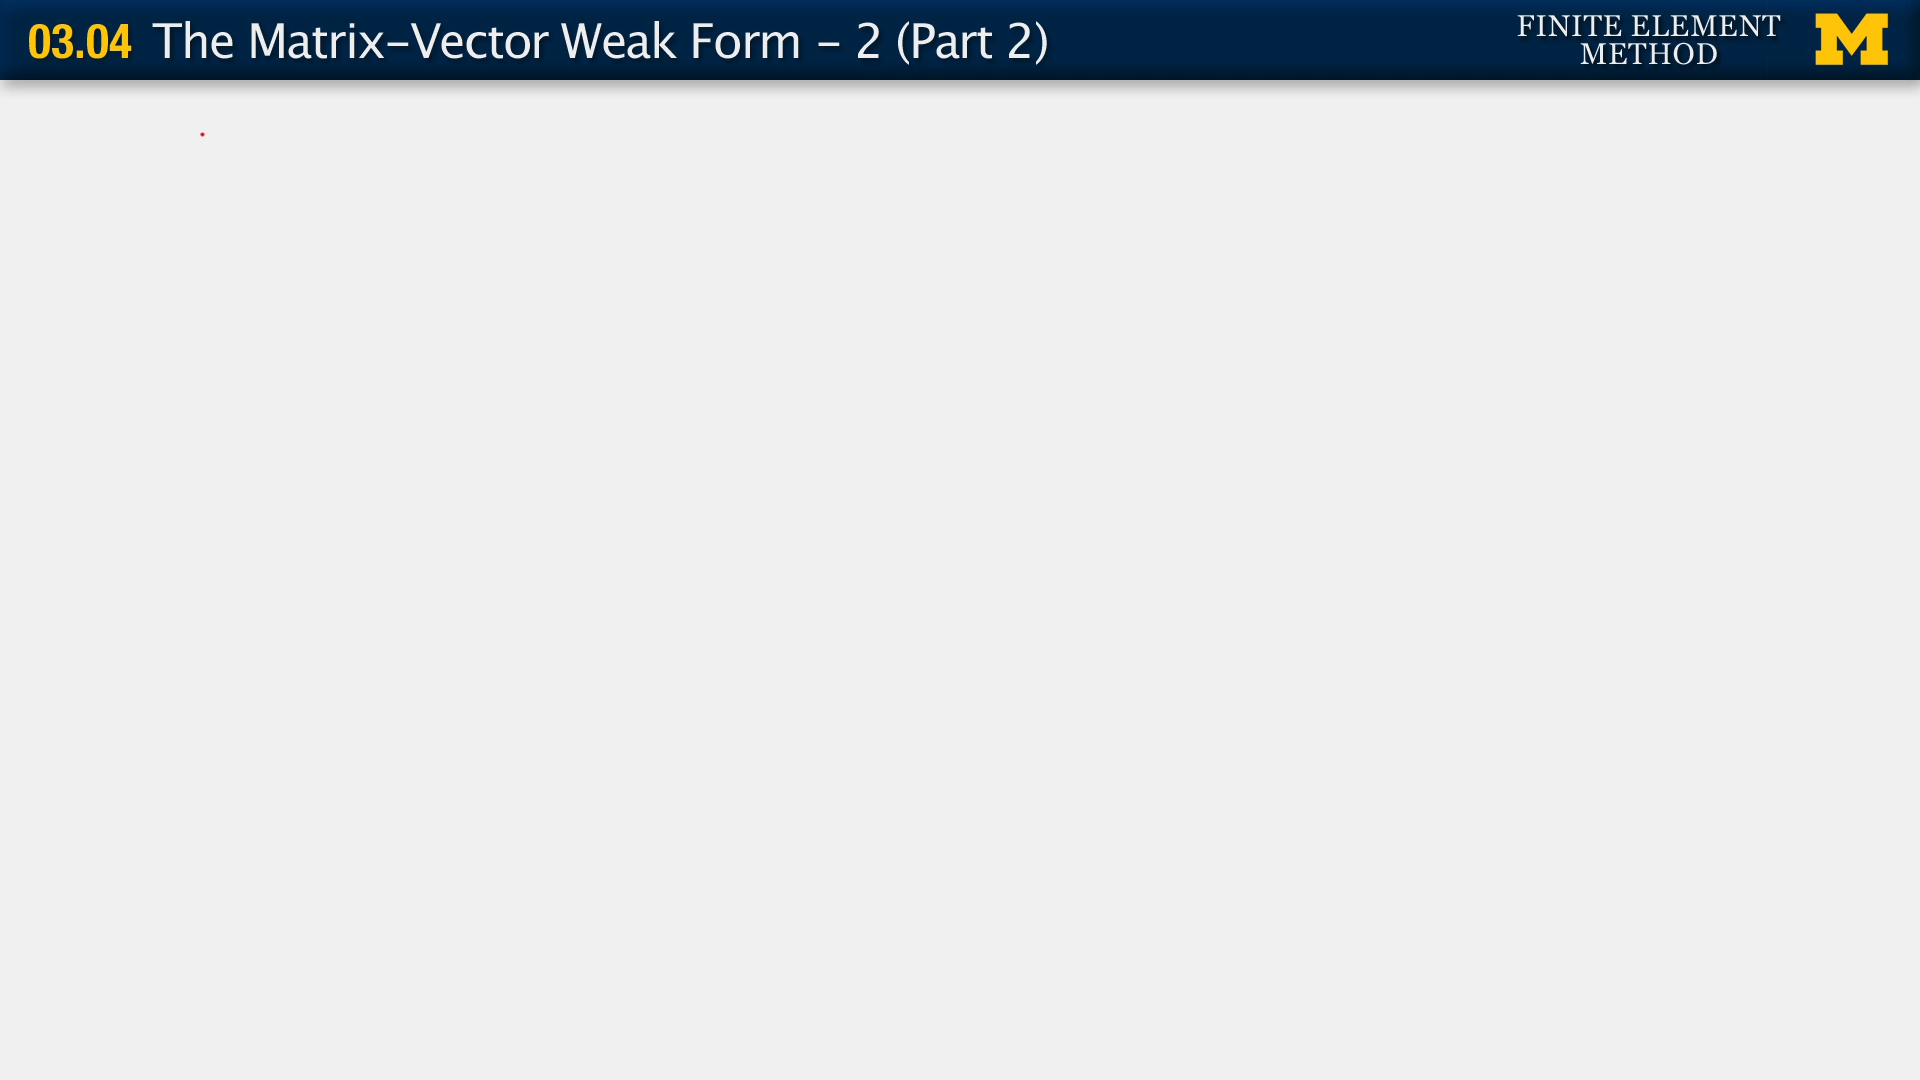 03.04 The Matrix-Vector Weak Form - 2 (Part 2)
FINITE ELEMENT
METHOD
M